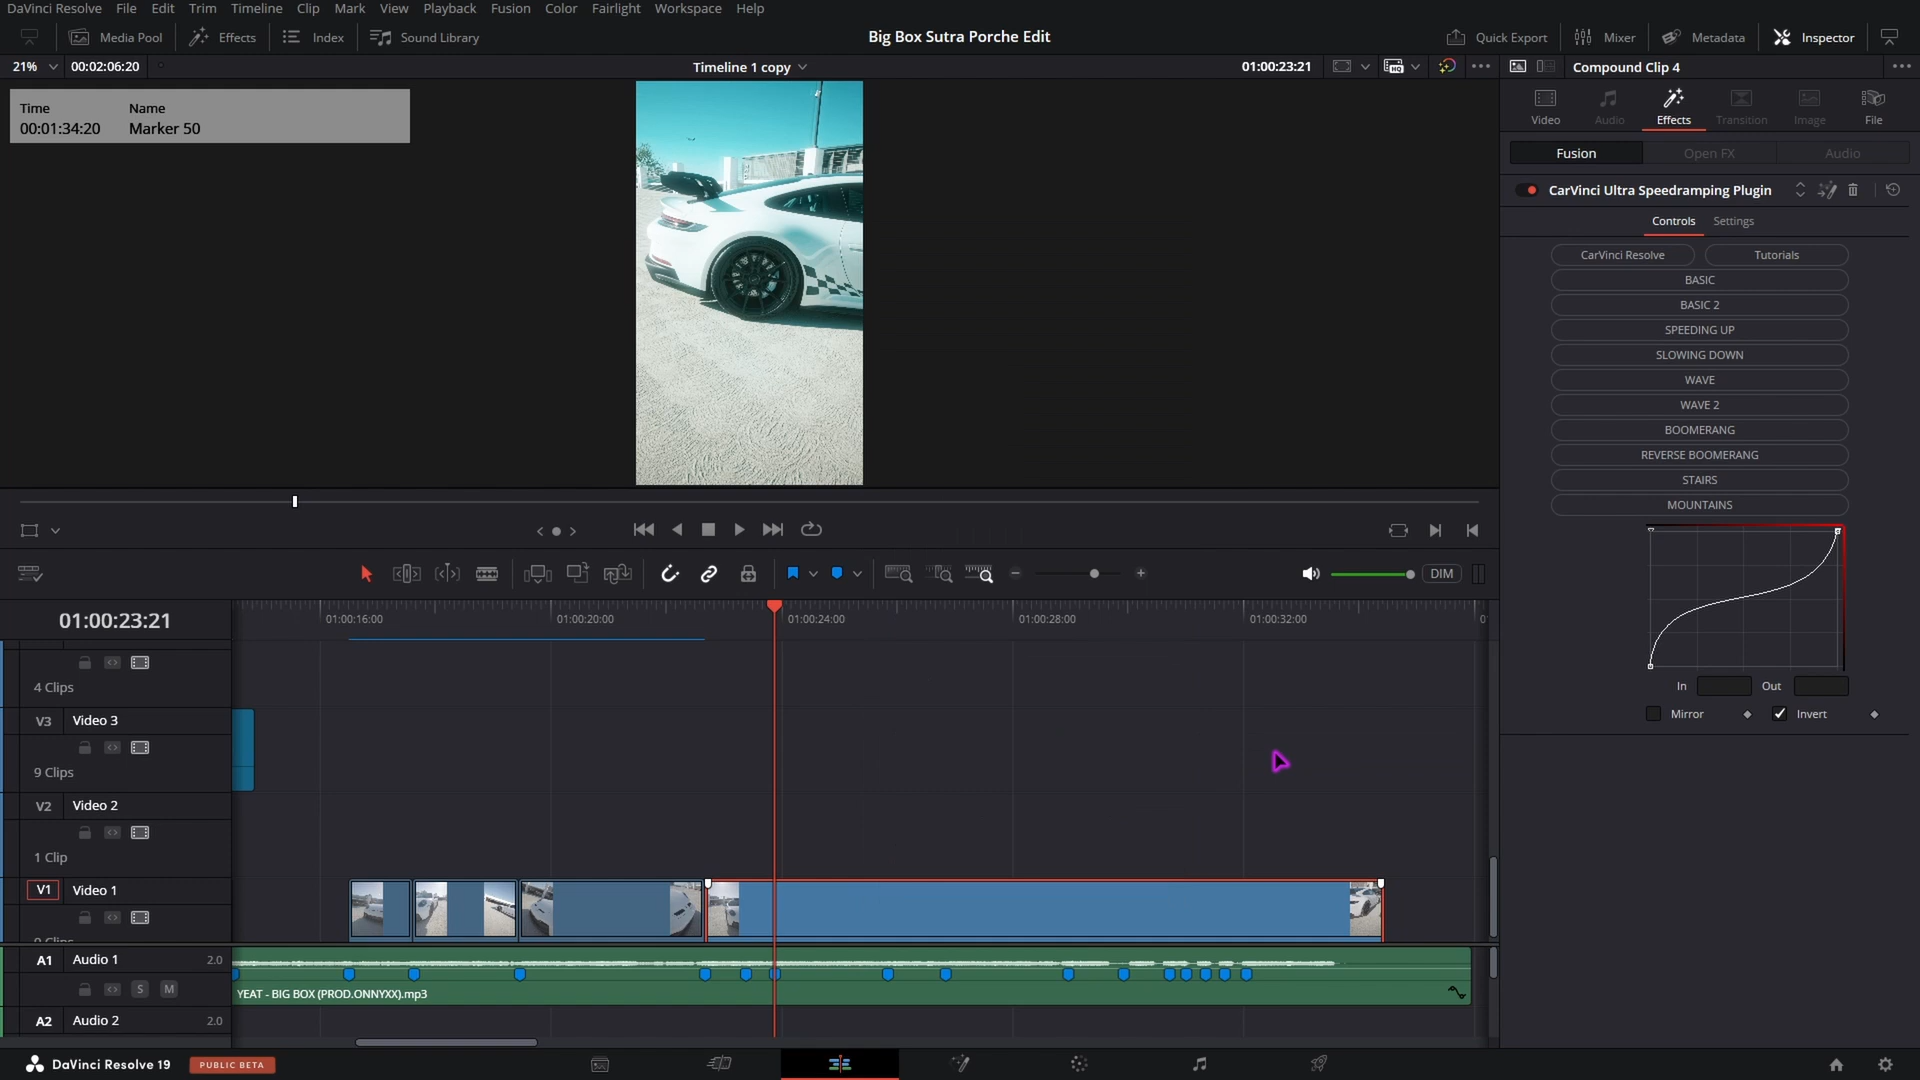 DaVinci Resolve File Edit Trim Timeline Clip Mark View Playback Fusion Color Fairlight Workspace Help
Media Pool Effects Index Sound Library Big Box Sutra Porche Edit Quick Export Mixer Metadata Inspector
21% 00:02:06:20 Timeline 1 copy 01:00:23:21 HQ Compound Clip 4
Time Name
00:01:34:20 Marker 50
Video Audio Effects Transition Image File
Fusion Open FX Audio
CarVinci Ultra Speedramping Plugin
Controls Settings
CarVinci Resolve Tutorials
BASIC
BASIC 2
SPEEDING UP
SLOWING DOWN
WAVE
WAVE 2
BOOMERANG
REVERSE BOOMERANG
STAIRS
MOUNTAINS
In Out
Mirror Invert
DIM
01:00:23:21
01:00:16:00 01:00:20:00 01:00:24:00 01:00:28:00 01:00:32:00
4 Clips
V3 Video 3
9 Clips
V2 Video 2
1 Clip
V1 Video 1
A1 Audio 1 2.0
S M
YEAT - BIG BOX (PROD.ONNYXX).mp3
A2 Audio 2 2.0
DaVinci Resolve 19 PUBLIC BETA